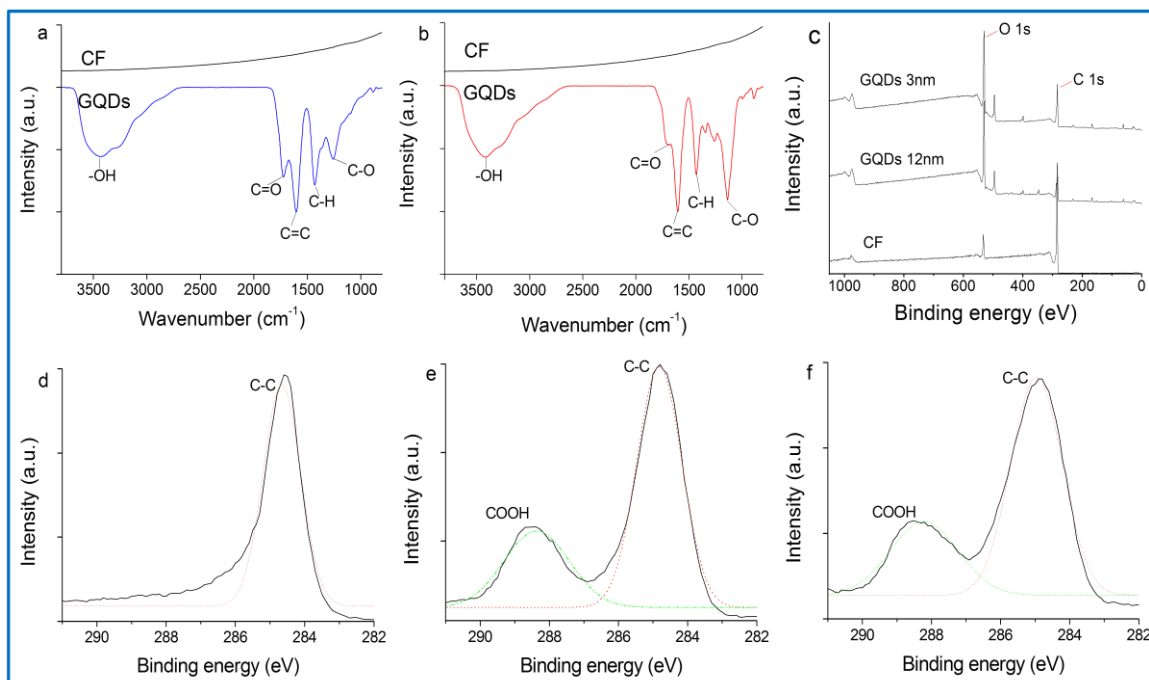 a
CF
GQDs
-OH
C=O
C=C
C-H
C-O
Intensity (a.u.)
3500 3000 2500 2000 1500 1000
Wavenumber (cm⁻¹)
b
CF
GQDs
-OH
C=O
C=C
C-H
C-O
Intensity (a.u.)
3500 3000 2500 2000 1500 1000
Wavenumber (cm⁻¹)
c
O 1s
C 1s
GQDs 3nm
GQDs 12nm
CF
Intensity (a.u.)
1000 800 600 400 200 0
Binding energy (eV)
d
C-C
Intensity (a.u.)
290 288 286 284 282
Binding energy (eV)
e
C-C
COOH
Intensity (a.u.)
290 288 286 284 282
Binding energy (eV)
f
C-C
COOH
Intensity (a.u.)
290 288 286 284 282
Binding energy (eV)